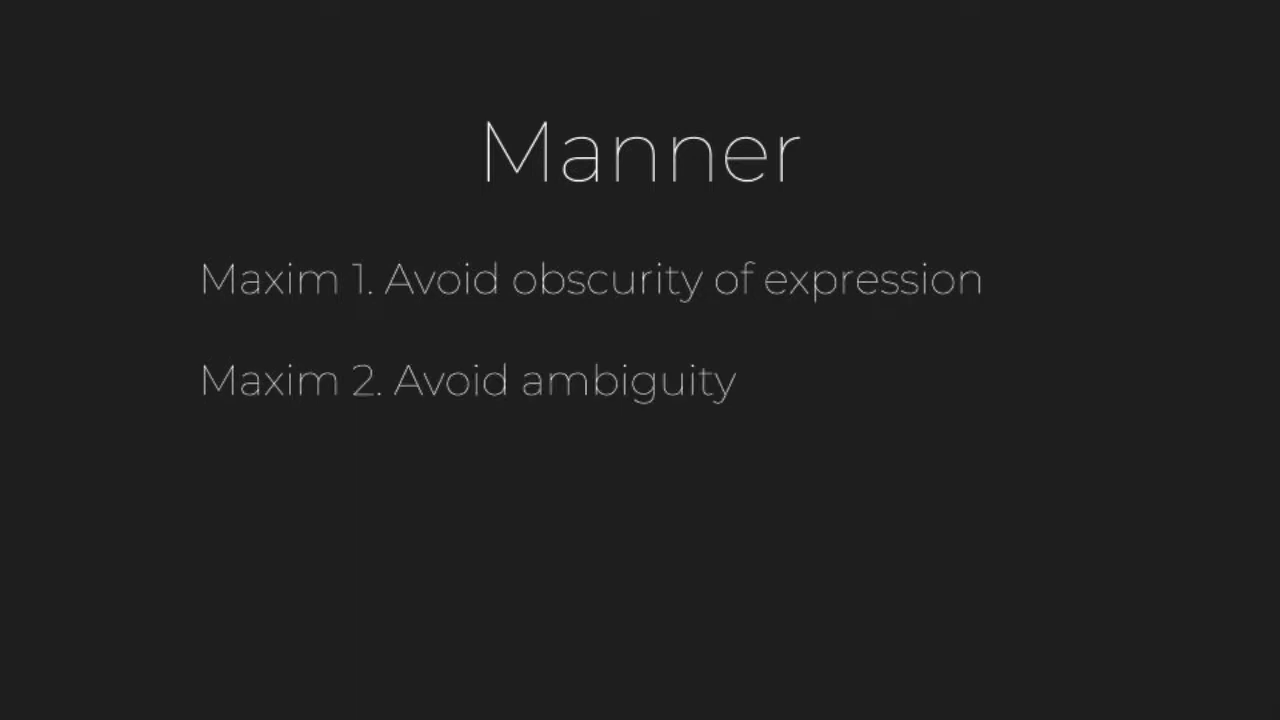 Manner
Maxim 1. Avoid obscurity of expression
Maxim 2. Avoid ambiguity